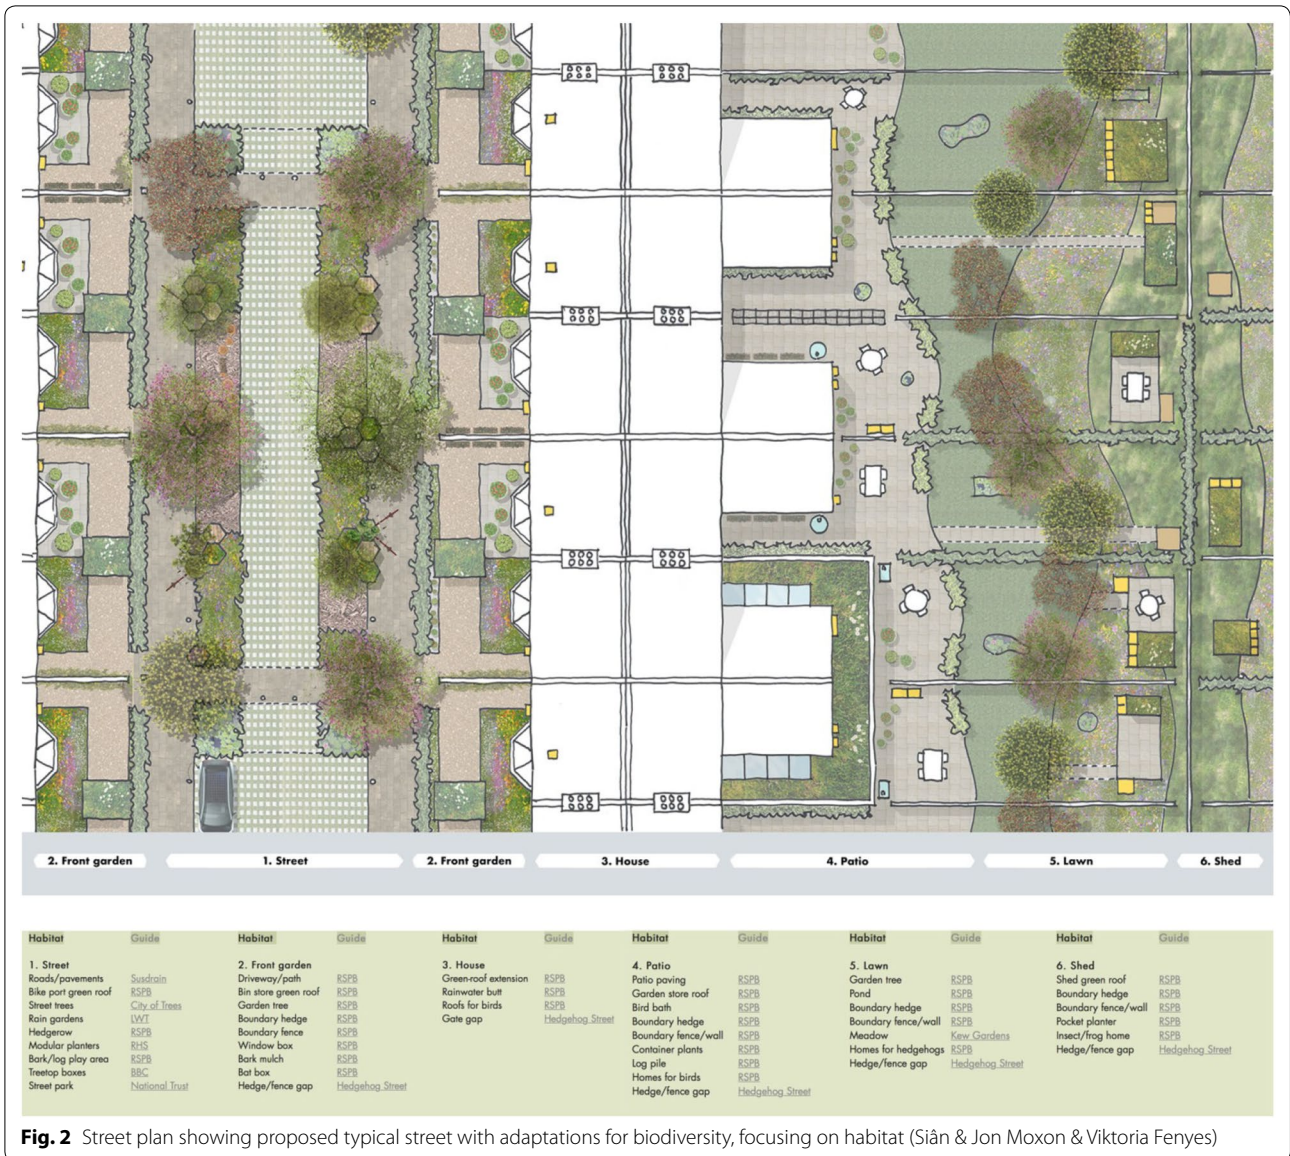 2. Front garden
1. Street
2. Front garden
3. House
4. Patio
5. Lawn
6. Shed
Habitat Guide
1. Street
Roads/pavements Susdrain
Bike port green roof RSPB
Street trees City of Trees
Rain gardens LWT
Hedgerow RSPB
Modular planters RHS
Bark/log play area RSPB
Treetop boxes BBC
Street park National Trust
Habitat Guide
2. Front garden
Driveway/path RSPB
Bin store green roof RSPB
Garden tree RSPB
Boundary hedge RSPB
Boundary fence RSPB
Window box RSPB
Bark mulch RSPB
Bat box RSPB
Hedge/fence gap Hedgehog Street
Habitat Guide
3. House
Green-roof extension RSPB
Rainwater butt RSPB
Roofs for birds RSPB
Gate gap Hedgehog Street
Habitat Guide
4. Patio
Patio paving RSPB
Garden store roof RSPB
Bird bath RSPB
Boundary hedge RSPB
Boundary fence/wall RSPB
Container plants RSPB
Log pile RSPB
Homes for birds RSPB
Hedge/fence gap Hedgehog Street
Habitat Guide
5. Lawn
Garden tree RSPB
Pond RSPB
Boundary hedge RSPB
Boundary fence/wall RSPB
Meadow Kew Gardens
Homes for hedgehogs RSPB
Hedge/fence gap Hedgehog Street
Habitat Guide
6. Shed
Shed green roof RSPB
Boundary hedge RSPB
Boundary fence/wall RSPB
Pocket planter RSPB
Insect/frog home RSPB
Hedge/fence gap Hedgehog Street
Fig. 2 Street plan showing proposed typical street with adaptations for biodiversity, focusing on habitat (Siân & Jon Moxon & Viktoria Fenyes)